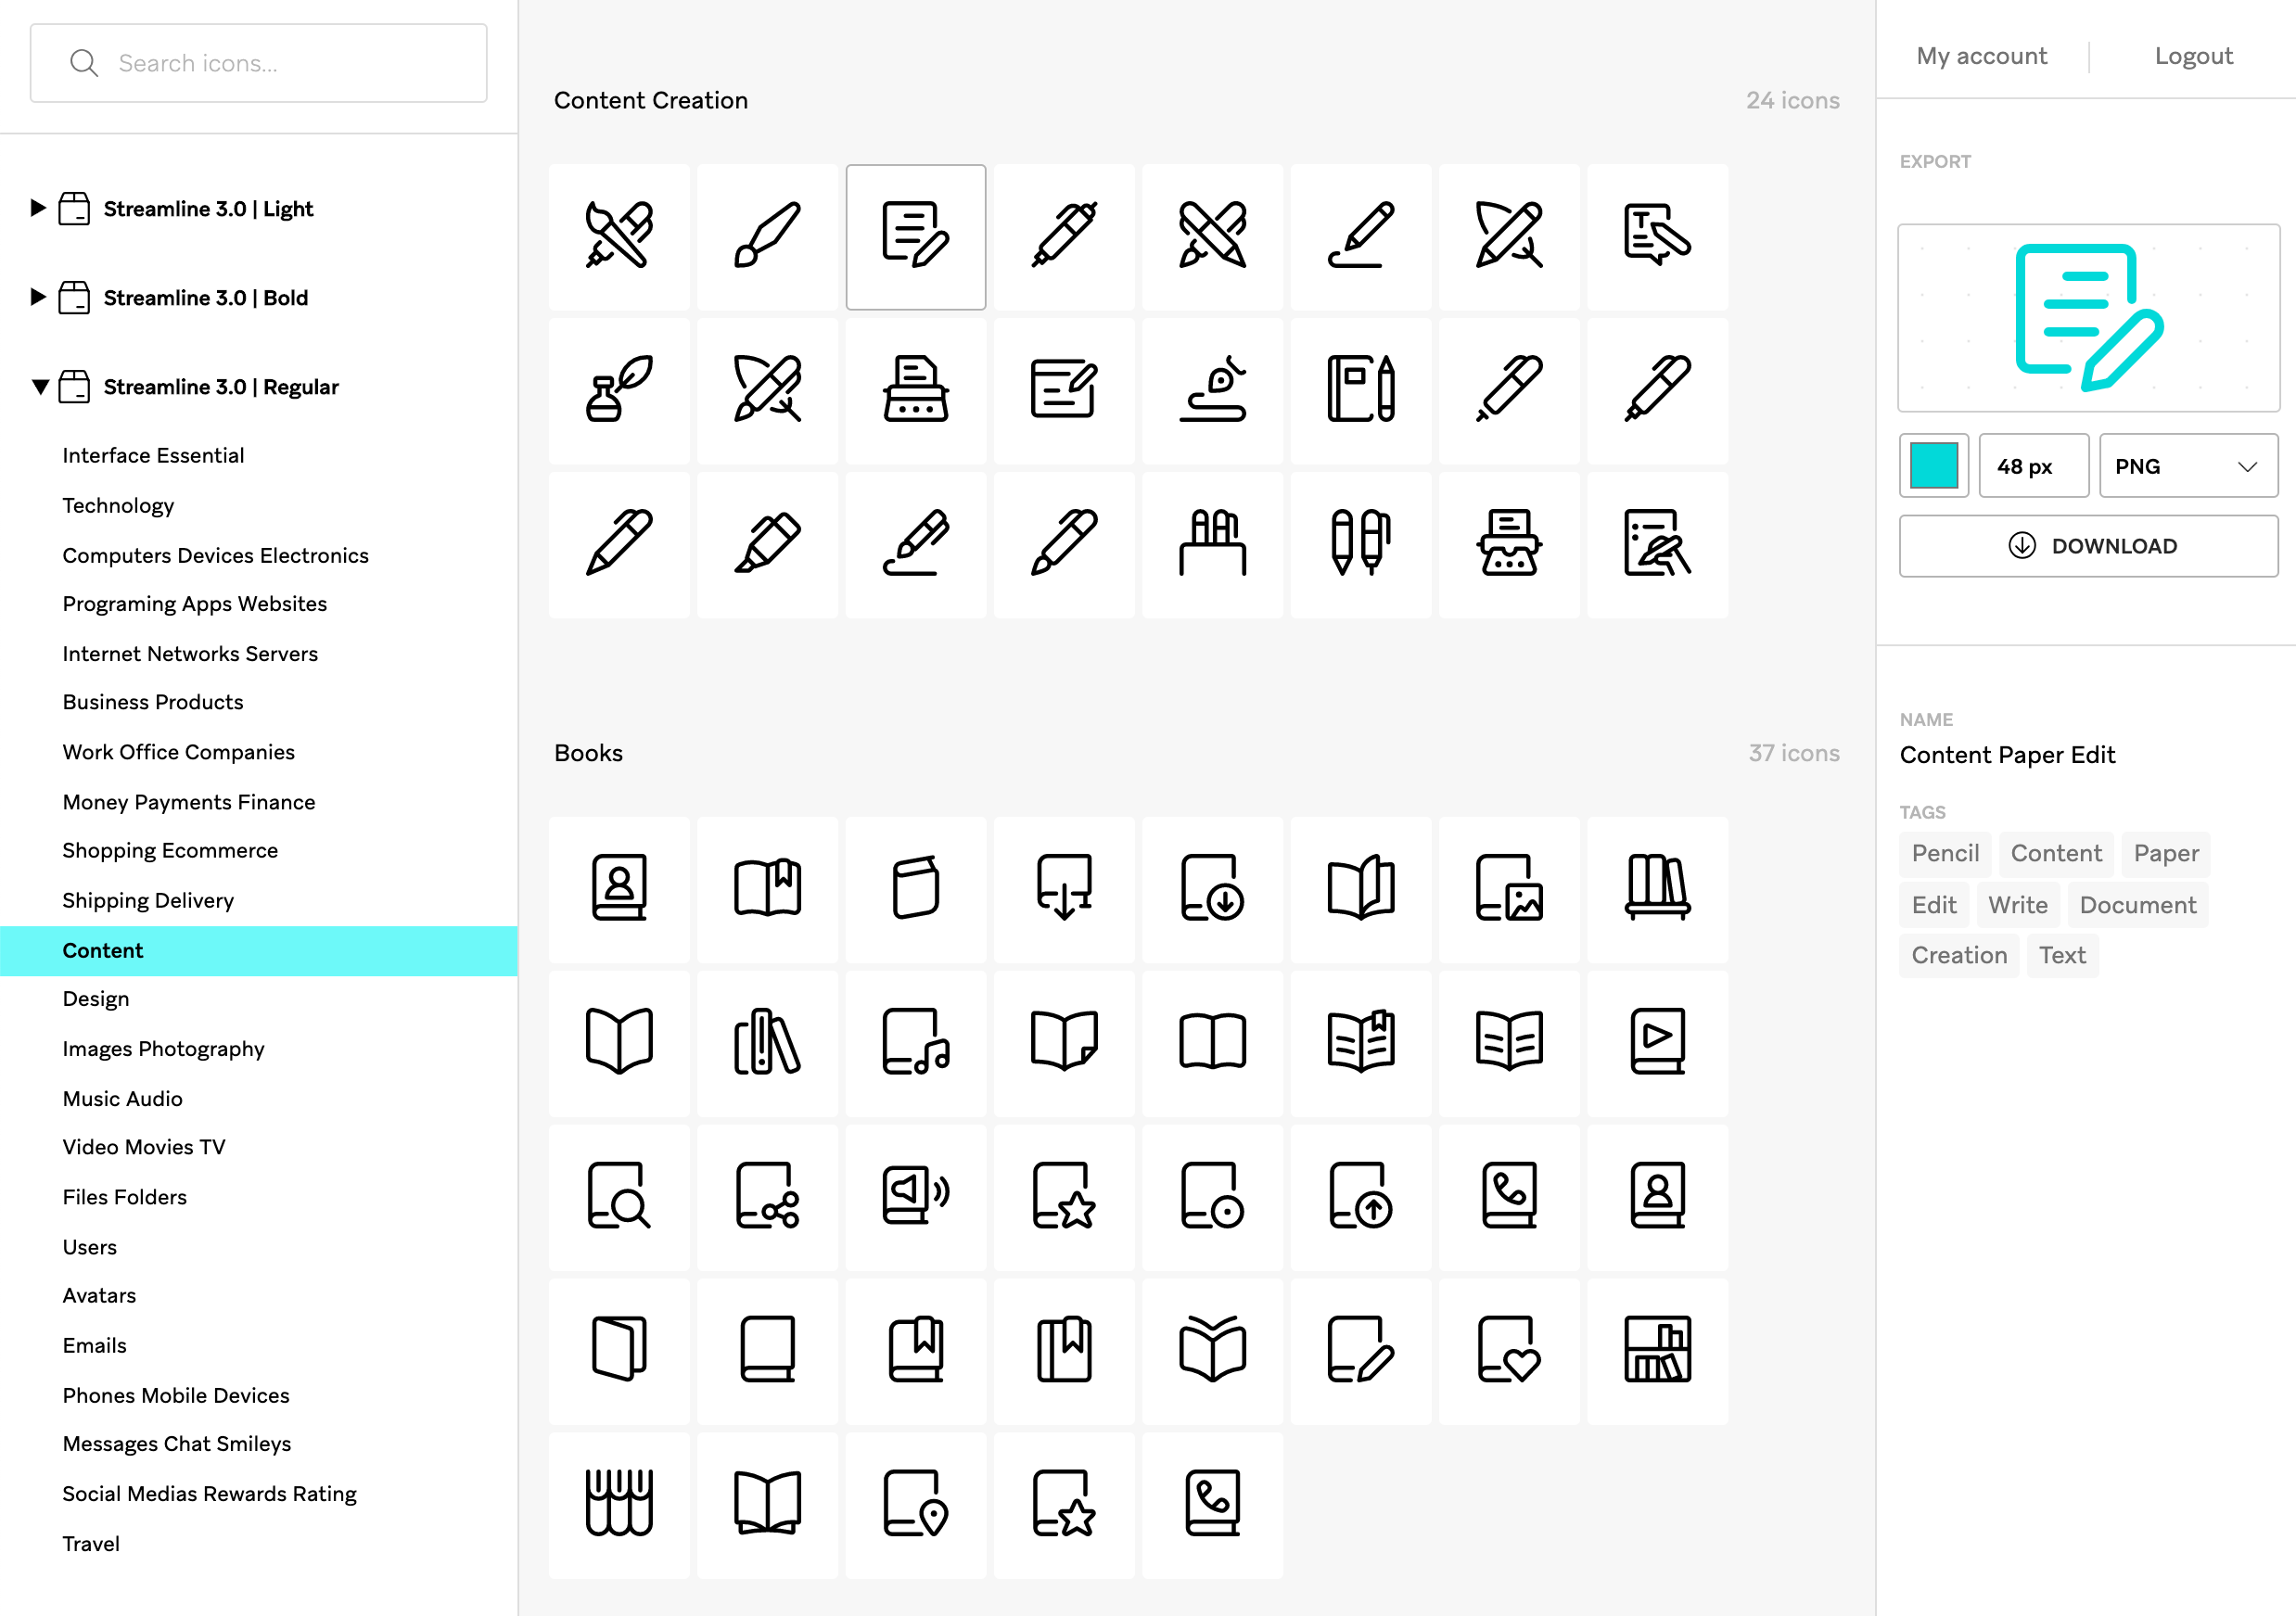 Search icons...
Streamline 3.0 | Light
Streamline 3.0 | Bold
Streamline 3.0 | Regular
Interface Essential
Technology
Computers Devices Electronics
Programing Apps Websites
Internet Networks Servers
Business Products
Work Office Companies
Money Payments Finance
Shopping Ecommerce
Shipping Delivery
Content
Design
Images Photography
Music Audio
Video Movies TV
Files Folders
Users
Avatars
Emails
Phones Mobile Devices
Messages Chat Smileys
Social Medias Rewards Rating
Travel
Content Creation 24 icons
Books 37 icons
My account Logout
EXPORT
48 px PNG
DOWNLOAD
NAME
Content Paper Edit
TAGS
Pencil Content Paper
Edit Write Document
Creation Text